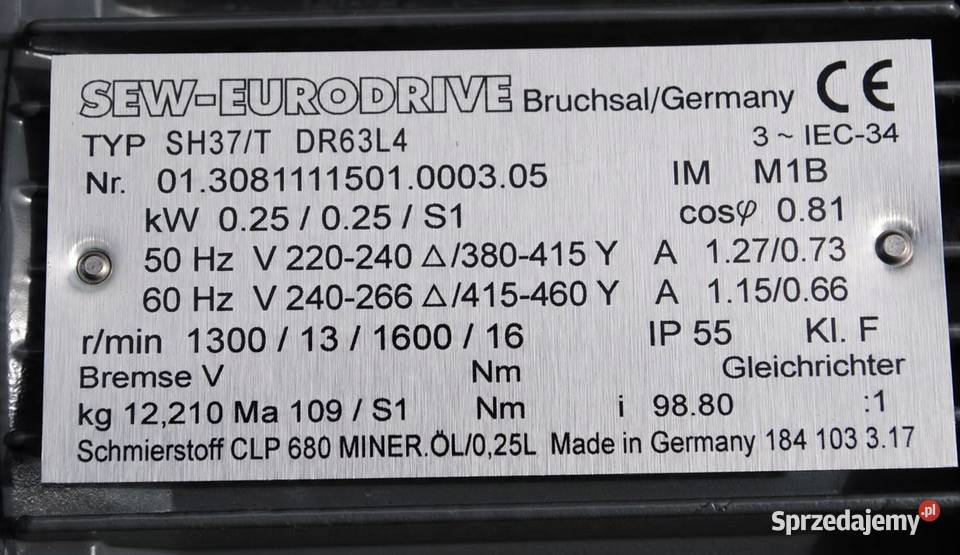 SEW-EURODRIVE Bruchsal/Germany CE
TYP SH37/T DR63L4 3 ~ IEC-34
Nr. 01.3081111501.0003.05 IM M1B
kW 0.25 / 0.25 / S1 cosφ 0.81
50 Hz V 220-240 Δ/380-415 Y A 1.27/0.73
60 Hz V 240-266 Δ/415-460 Y A 1.15/0.66
r/min 1300 / 13 / 1600 / 16 IP 55 Kl. F
Bremse V Nm Gleichrichter
kg 12,210 Ma 109 / S1 Nm i 98.80 :1
Schmierstoff CLP 680 MINER.ÖL/0,25L Made in Germany 184 103 3.17
Sprzedajemy.pl